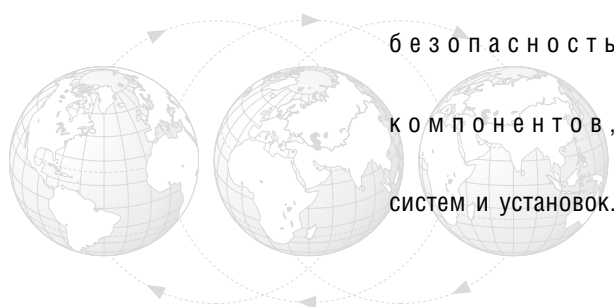 безопасность
компонентов,
систем и установок.